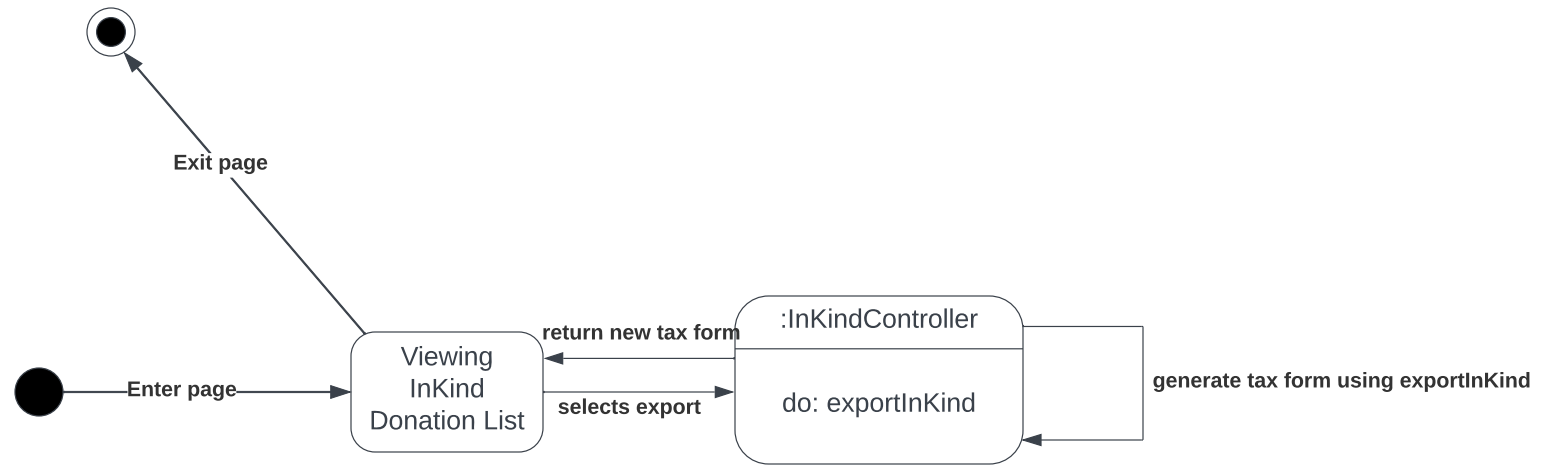 Exit page
Enter page
Viewing
InKind
Donation List
return new tax form
selects export
:InKindController
do: exportInKind
generate tax form using exportInKind